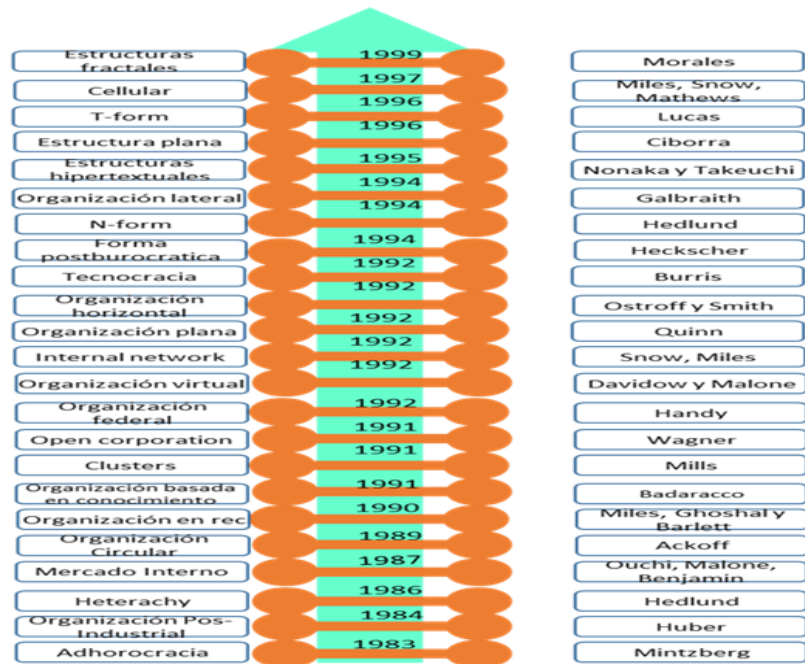 Estructuras
fractales
1999
Morales
Cellular
1997
Miles, Snow,
Mathews
T-form
1996
Lucas
Estructura plana
1996
Ciborra
Estructuras
hipertextuales
1995
Nonaka y Takeuchi
Organización lateral
1994
Galbraith
N-form
1994
Hedlund
Forma
postburocratica
1994
Heckscher
Tecnocracia
1992
Burris
Organización
horizontal
1992
Ostroff y Smith
Organización plana
1992
Quinn
Internal network
1992
Snow, Miles
Organización virtual
1992
Davidow y Malone
Organización
federal
1992
Handy
Open corporation
1991
Wagner
Clusters
1991
Mills
Organización basada
en conocimiento
1991
Badaracco
Organización en rec
1990
Miles, Ghoshal y
Barlett
Organización
Circular
1989
Ackoff
Mercado Interno
1987
Ouchi, Malone,
Benjamin
Heterachy
1986
Hedlund
Organización Pos-
Industrial
1984
Huber
Adhorocracia
1983
Mintzberg